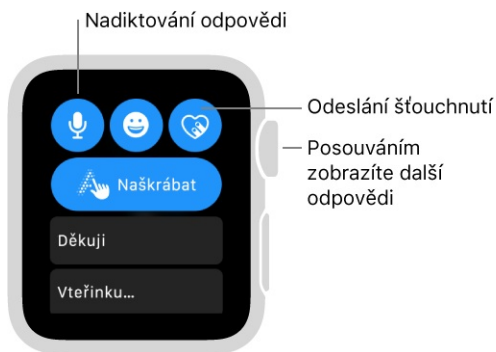 Nadiktování odpovědi
Odeslání šťouchnutí
Posouváním
zobrazíte další
odpovědi
Naškrábat
Děkuji
Vteřinku...